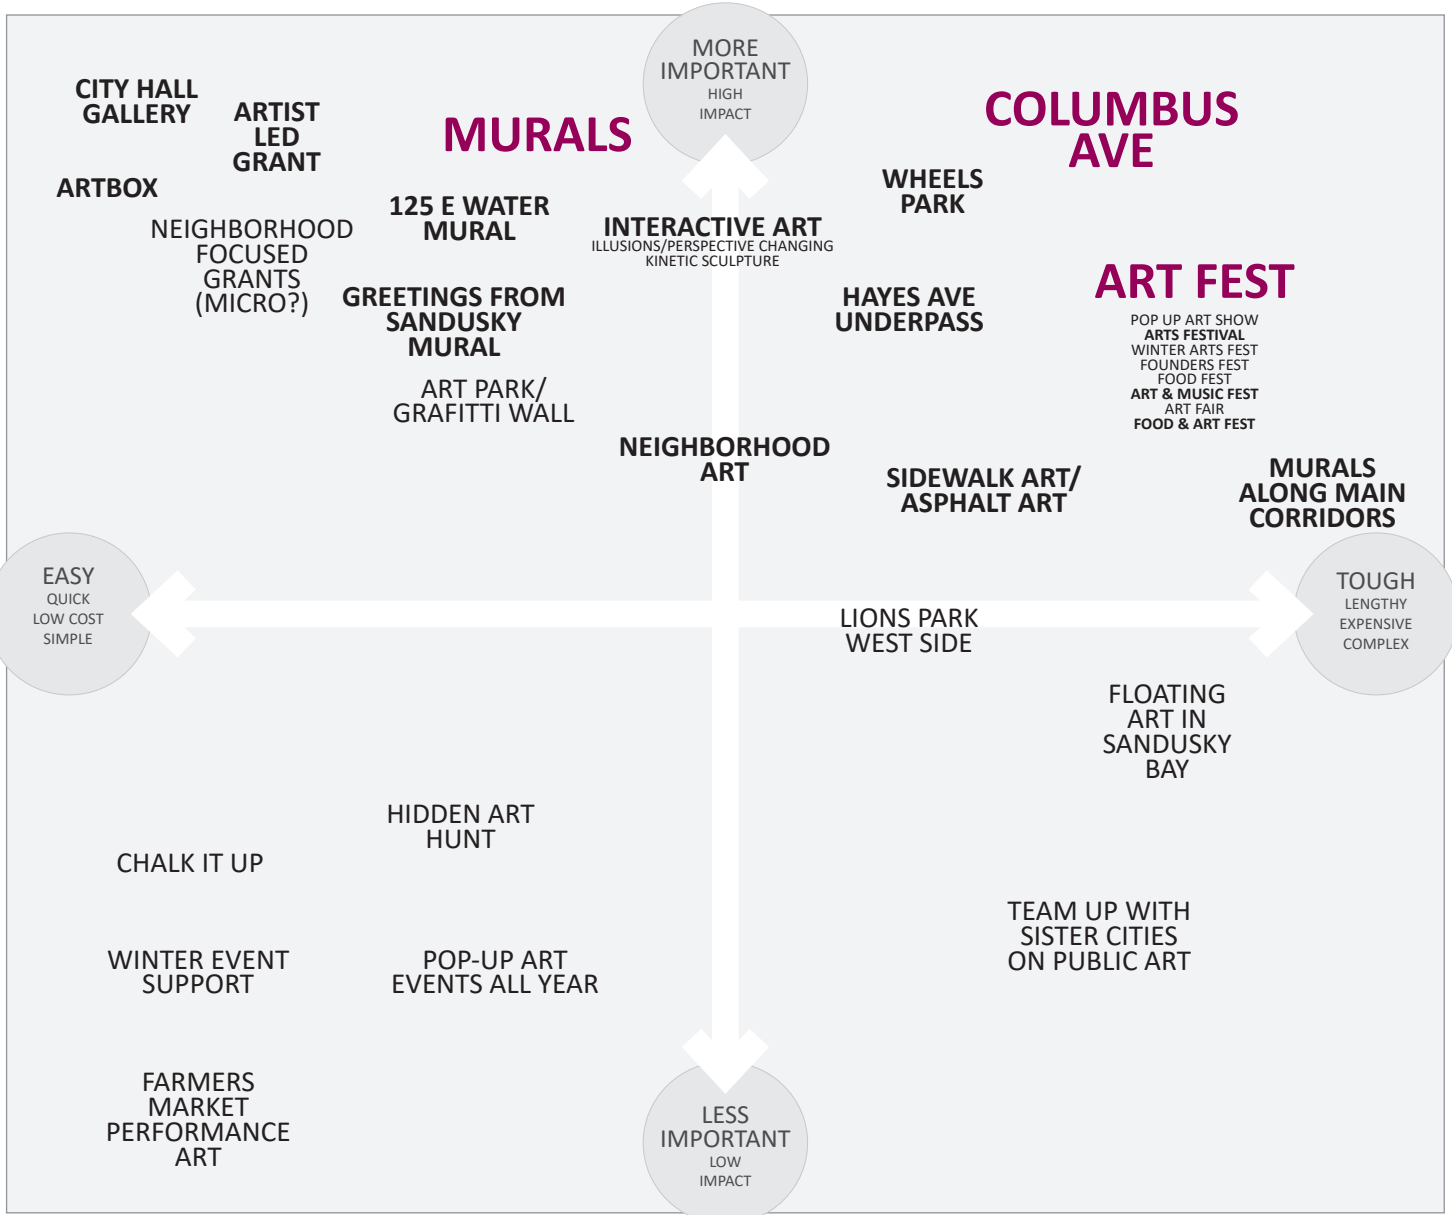 MORE
IMPORTANT
HIGH
IMPACT
CITY HALL
GALLERY
ARTIST
LED
GRANT
MURALS
COLUMBUS
AVE
ARTBOX
NEIGHBORHOOD
FOCUSED
GRANTS
(MICRO?)
125 E WATER
MURAL
INTERACTIVE ART
ILLUSIONS/PERSPECTIVE CHANGING
KINETIC SCULPTURE
WHEELS
PARK
GREETINGS FROM
SANDUSKY
MURAL
HAYES AVE
UNDERPASS
ART FEST
POP UP ART SHOW
ARTS FESTIVAL
WINTER ARTS FEST
FOUNDERS FEST
FOOD FEST
ART & MUSIC FEST
ART FAIR
FOOD & ART FEST
ART PARK/
GRAFITTI WALL
NEIGHBORHOOD
ART
SIDEWALK ART/
ASPHALT ART
MURALS
ALONG MAIN
CORRIDORS
EASY
QUICK
LOW COST
SIMPLE
TOUGH
LENGTHY
EXPENSIVE
COMPLEX
LIONS PARK
WEST SIDE
FLOATING
ART IN
SANDUSKY
BAY
HIDDEN ART
HUNT
CHALK IT UP
TEAM UP WITH
SISTER CITIES
ON PUBLIC ART
WINTER EVENT
SUPPORT
POP-UP ART
EVENTS ALL YEAR
FARMERS
MARKET
PERFORMANCE
ART
LESS
IMPORTANT
LOW
IMPACT